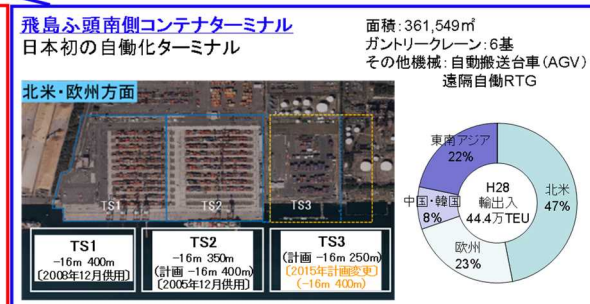 飛島ふ頭南側コンテナターミナル
日本初の自働化ターミナル
面積:361,549㎡
ガントリークレーン:6基
その他機械:自動搬送台車(AGV)
遠隔自働RTG
北米・欧州方面
TS1
TS2
TS3
TS1
-16m 400m
〔2008年12月供用〕
TS2
-16m 350m
(計画 -16m 400m)
〔2005年12月供用〕
TS3
(計画 -16m 250m)
〔2015年計画変更〕
(-16m 400m)
東南アジア
22%
中国・韓国
8%
欧州
23%
北米
47%
H28
輸出入
44.4万TEU